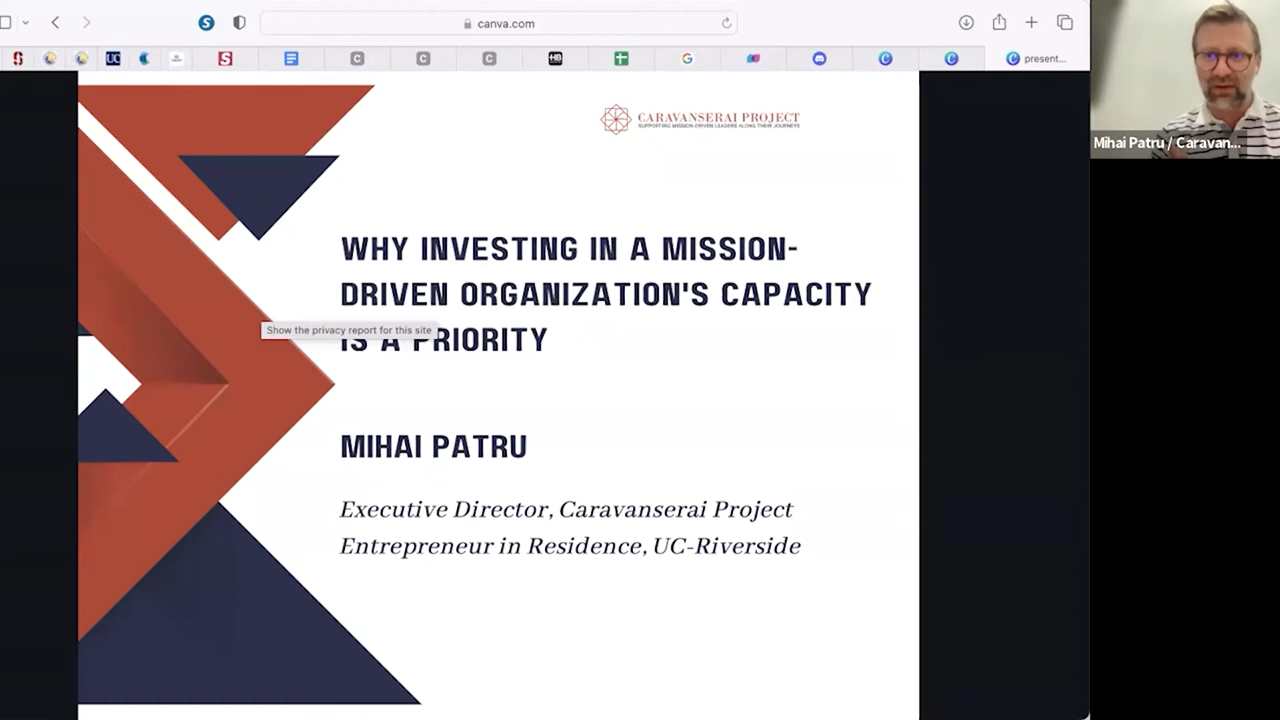 canva.com
UC
HB
present...
Mihai Patru / Caravan...
CARAVANSERAI PROJECT
SUPPORTING MISSION DRIVEN LEADERS ALONG THEIR JOURNEYS
WHY INVESTING IN A MISSION-
DRIVEN ORGANIZATION'S CAPACITY
Show the privacy report for this site
IS A PRIORITY
MIHAI PATRU
Executive Director, Caravanserai Project
Entrepreneur in Residence, UC-Riverside